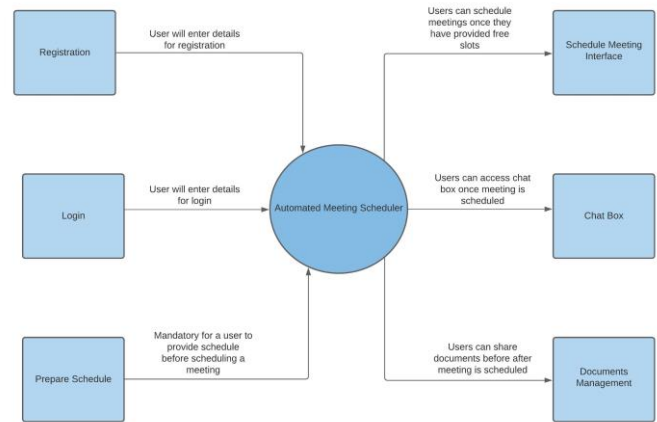 Registration
User will enter details
for registration
Users can schedule
meetings once they
have provided free
slots
Schedule Meeting
Interface
Login
User will enter details
for login
Automated Meeting Scheduler
Users can access chat
box once meeting is
scheduled
Chat Box
Prepare Schedule
Mandatory for a user to
provide schedule
before scheduling a
meeting
Users can share
documents before after
meeting is scheduled
Documents
Management